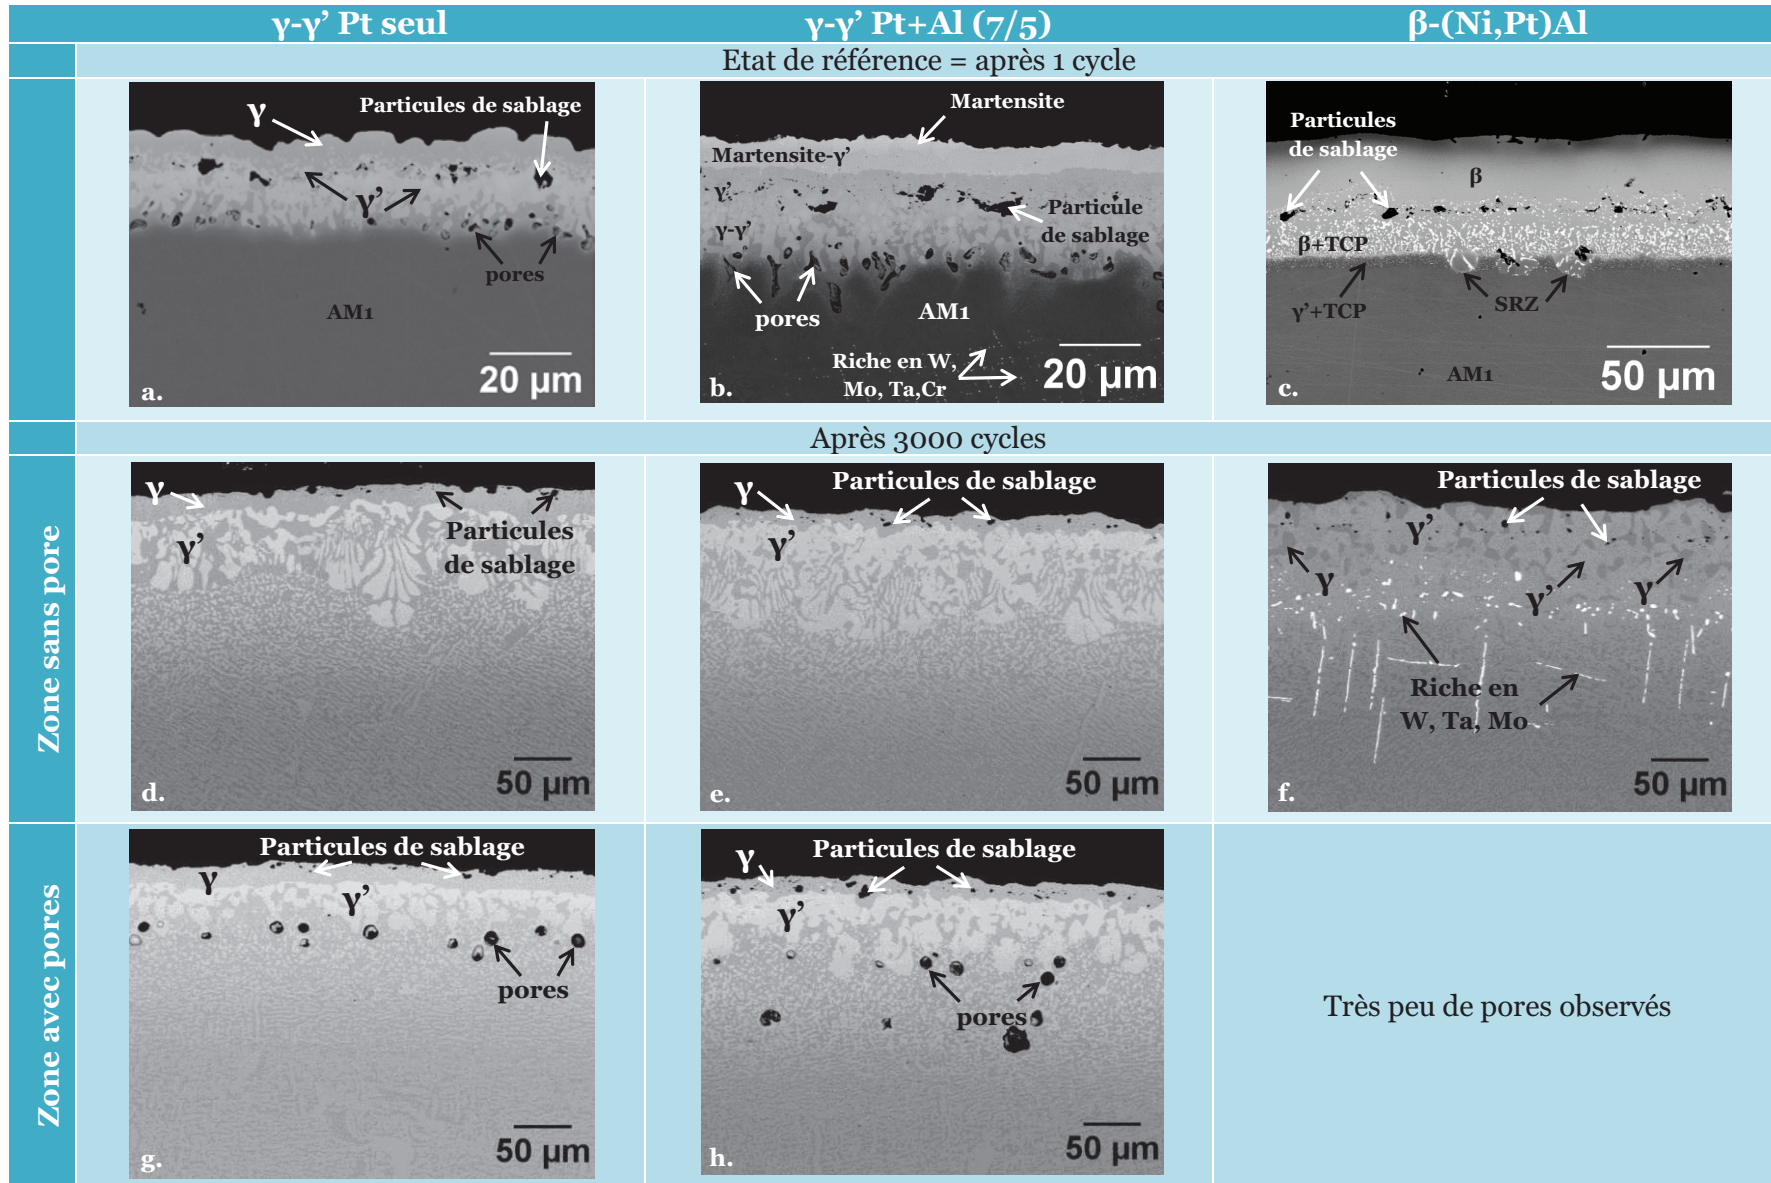 γ-γ’ Pt seul
γ-γ’ Pt+Al (7/5)
β-(Ni,Pt)Al
Etat de référence = après 1 cycle
γ
Particules de sablage
γ’
pores
AM1
20 µm
a.
Martensite
Martensite-γ’
γ’
Particule
de sablage
γ-γ’
pores
AM1
Riche en W,
Mo, Ta,Cr
20 µm
b.
Particules
de sablage
β
β+TCP
γ’+TCP
SRZ
AM1
50 µm
c.
Après 3000 cycles
Zone sans pore
γ
γ’
Particules
de sablage
50 µm
d.
Particules de sablage
γ
γ’
50 µm
e.
Particules de sablage
γ’
γ
γ’
γ
Riche en
W, Ta, Mo
50 µm
f.
Zone avec pores
Particules de sablage
γ
γ’
pores
50 µm
g.
γ
Particules de sablage
γ’
pores
50 µm
h.
Très peu de pores observés